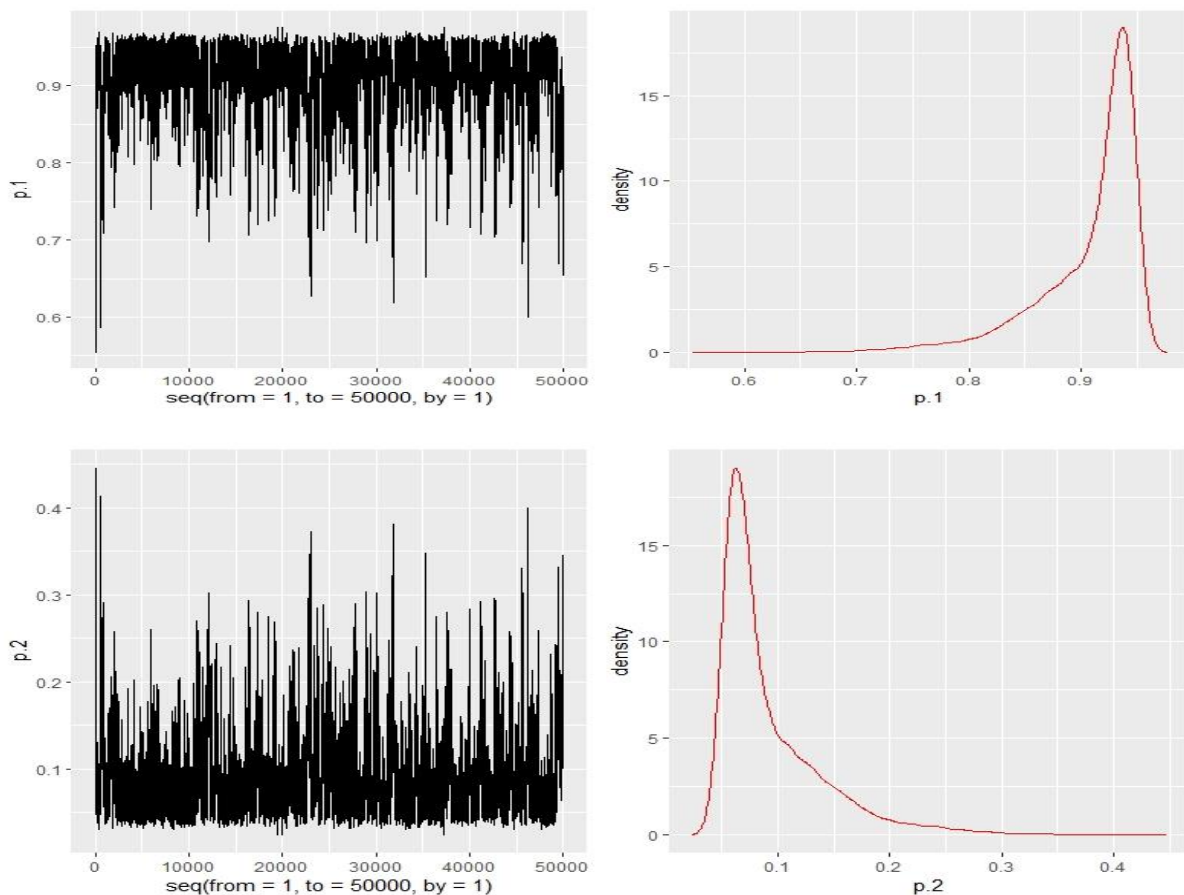 p.1
0.9
0.8
0.7
0.6
0 10000 20000 30000 40000 50000
seq(from = 1, to = 50000, by = 1)
density
15
10
5
0
0.6 0.7 0.8 0.9
p.1
p.2
0.4
0.3
0.2
0.1
0 10000 20000 30000 40000 50000
seq(from = 1, to = 50000, by = 1)
density
15
10
5
0
0.1 0.2 0.3 0.4
p.2